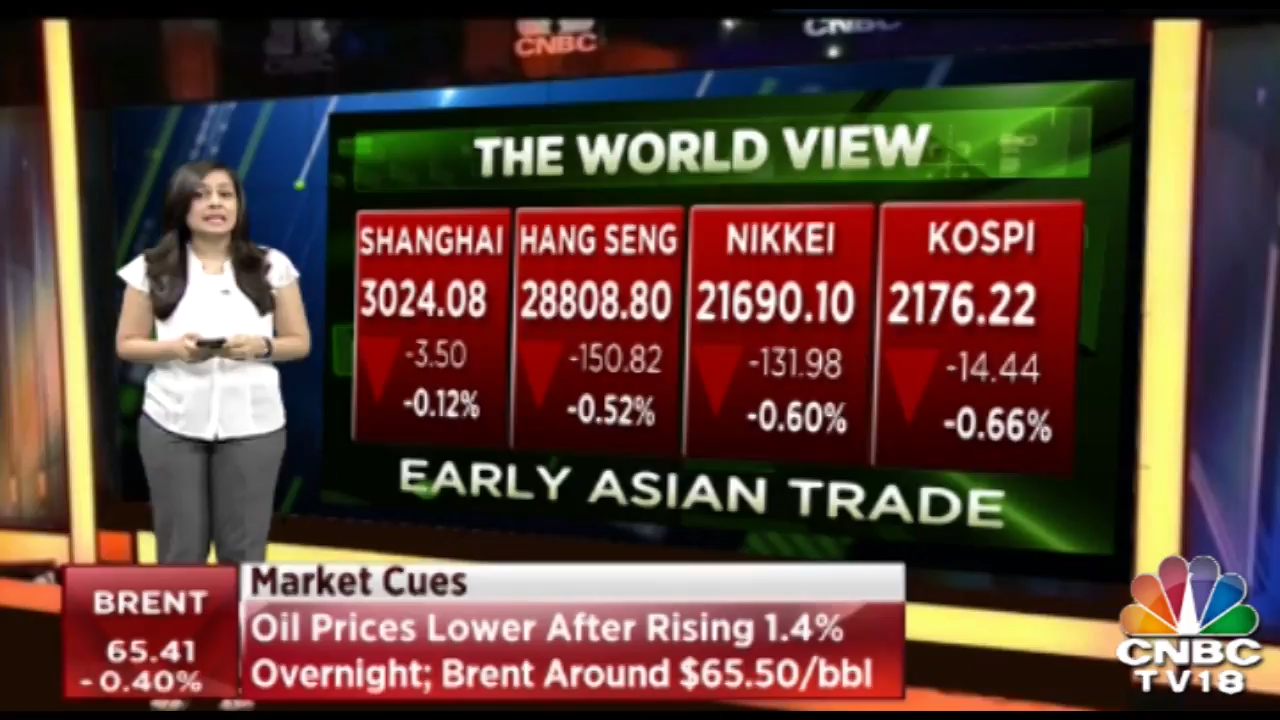 CNBC
CNBC
CNBC
THE WORLD VIEW
SHANGHAI HANG SENG NIKKEI KOSPI
3024.08 28808.80 21690.10 2176.22
-3.50 -150.82 -131.98 -14.44
-0.12% -0.52% -0.60% -0.66%
EARLY ASIAN TRADE
BRENT
65.41
-0.40%
Market Cues
Oil Prices Lower After Rising 1.4%
Overnight; Brent Around $65.50/bbl
CNBC
TV18